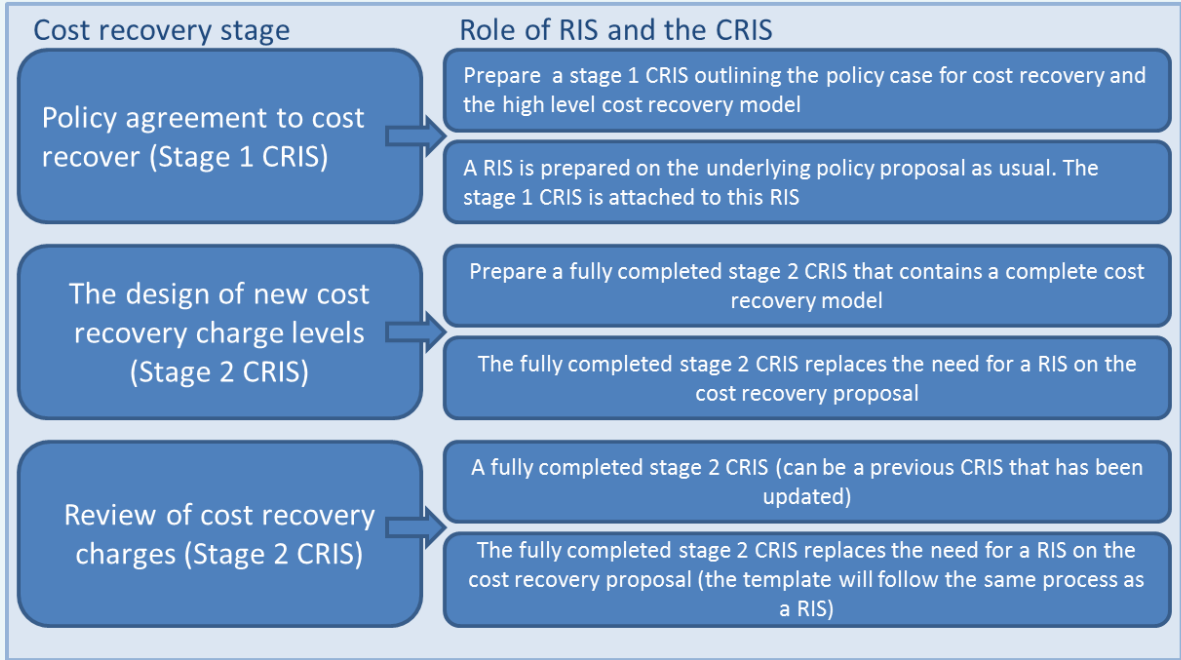 Cost recovery stage
Role of RIS and the CRIS
Policy agreement to cost
recover (Stage 1 CRIS)
Prepare a stage 1 CRIS outlining the policy case for cost recovery and
the high level cost recovery model
A RIS is prepared on the underlying policy proposal as usual. The
stage 1 CRIS is attached to this RIS
The design of new cost
recovery charge levels
(Stage 2 CRIS)
Prepare a fully completed stage 2 CRIS that contains a complete cost
recovery model
The fully completed stage 2 CRIS replaces the need for a RIS on the
cost recovery proposal
Review of cost recovery
charges (Stage 2 CRIS)
A fully completed stage 2 CRIS (can be a previous CRIS that has been
updated)
The fully completed stage 2 CRIS replaces the need for a RIS on the
cost recovery proposal (the template will follow the same process as
a RIS)